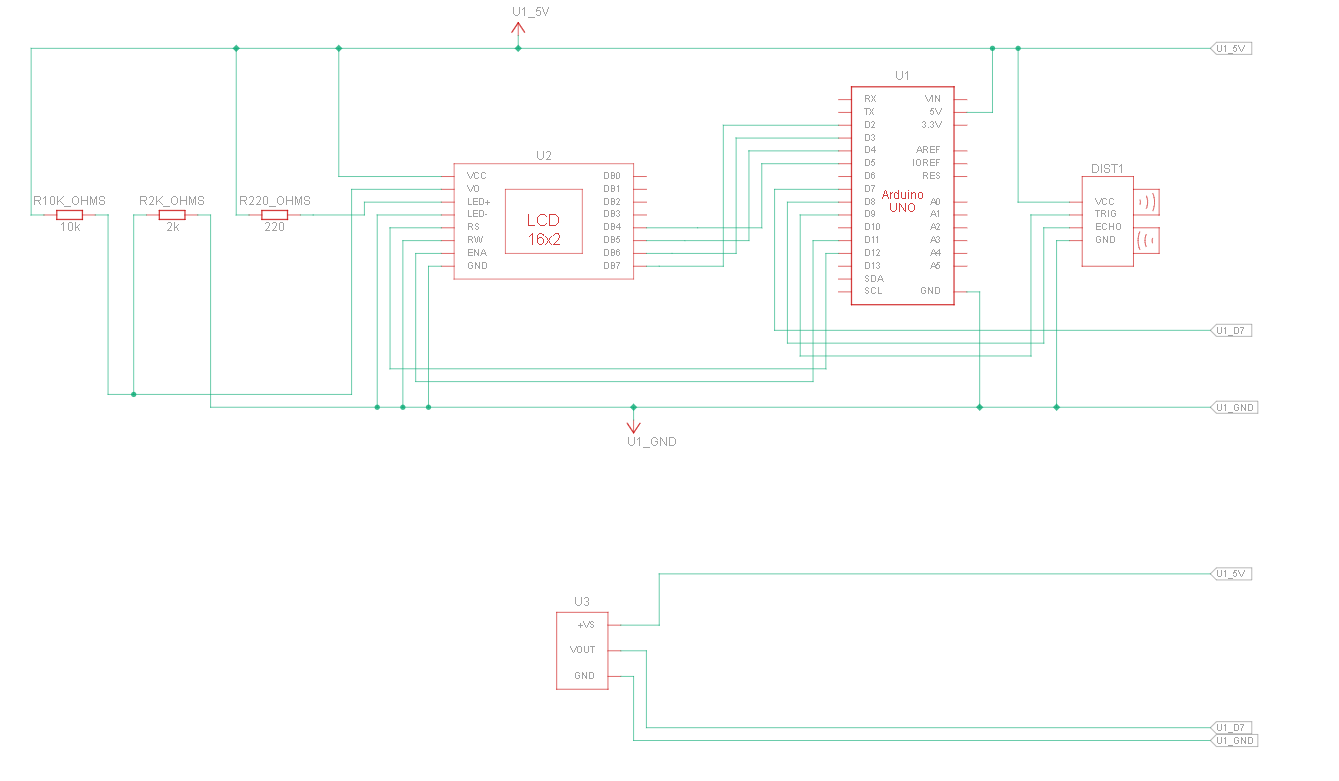 U1_5V
U1_5V
U1
RX
VIN
TX
5V
D2
3.3V
D3
D4
AREF
D5
IOREF
D6
RES
D7
D8
A0
D9
A1
D10
A2
D11
A3
D12
A4
D13
A5
SDA
SCL
GND
Arduino
UNO
U2
VCC
DB0
VO
DB1
LED+
DB2
LED-
DB3
RS
DB4
RW
DB5
ENA
DB6
GND
DB7
LCD
16x2
R10K_OHMS
10k
R2K_OHMS
2k
R220_OHMS
220
DIST1
VCC
TRIG
ECHO
GND
U1_D7
U1_GND
U1_GND
U1_5V
U3
+VS
VOUT
GND
U1_D7
U1_GND